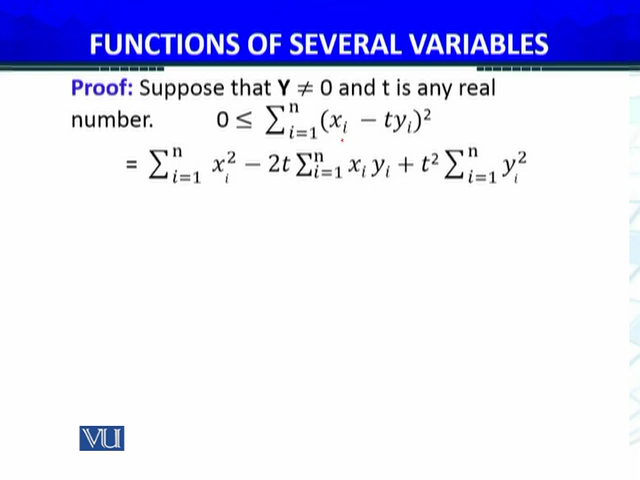 FUNCTIONS OF SEVERAL VARIABLES
Proof: Suppose that Y ≠ 0 and t is any real
number. 0 ≤ ∑ⁿᵢ₌₁(xᵢ − tyᵢ)²
= ∑ⁿᵢ₌₁ xᵢ² − 2t ∑ⁿᵢ₌₁ xᵢ yᵢ + t² ∑ⁿᵢ₌₁ yᵢ²
VU